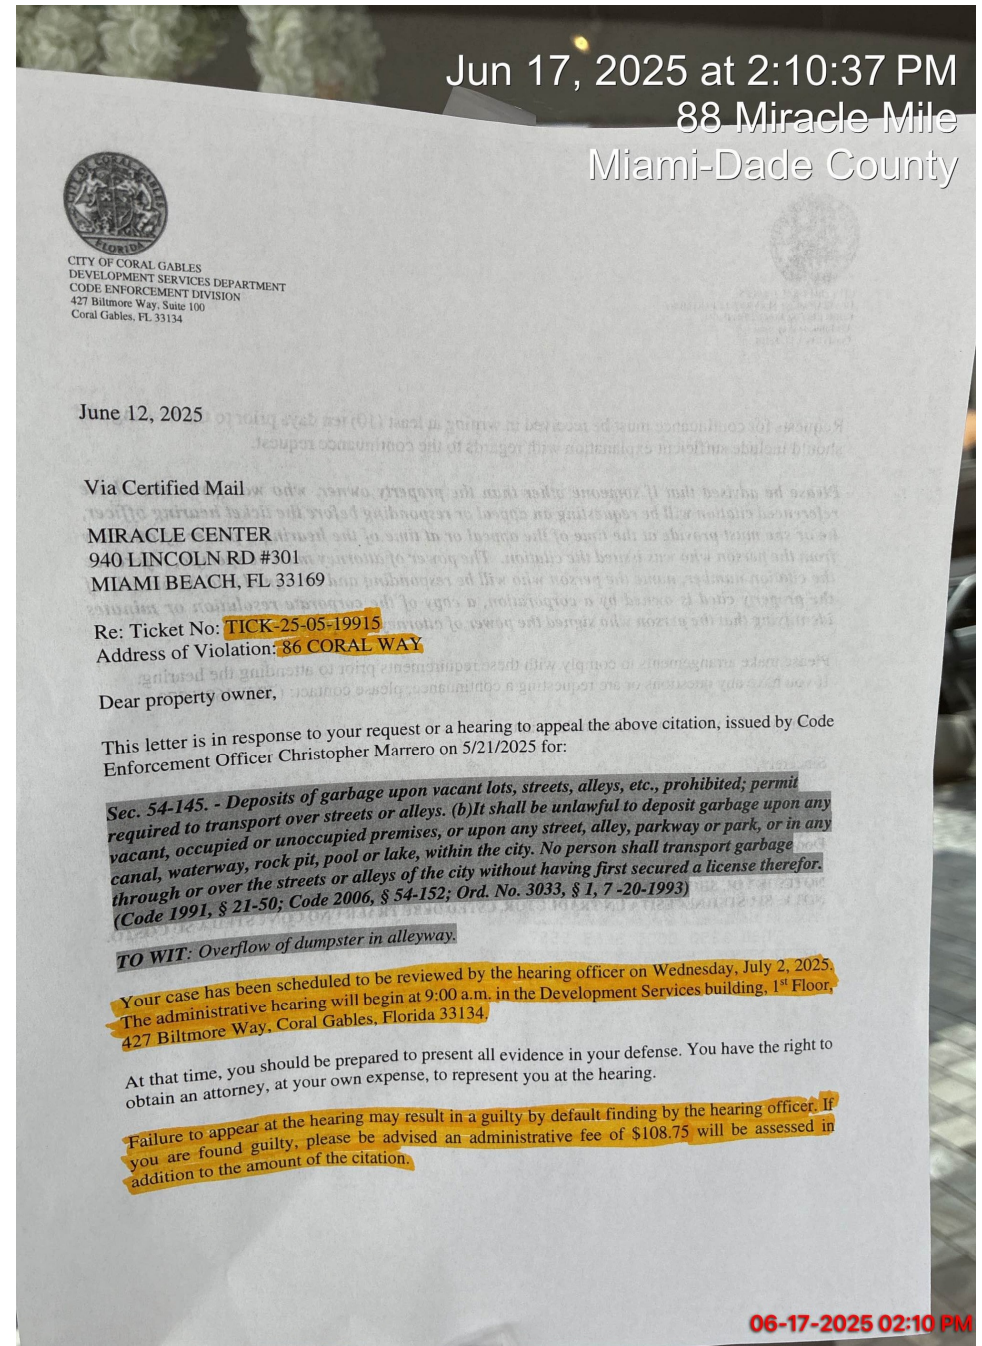 Jun 17, 2025 at 2:10:37 PM
88 Miracle Mile
Miami-Dade County
CITY OF CORAL GABLES
FLORIDA
CITY OF CORAL GABLES
DEVELOPMENT SERVICES DEPARTMENT
CODE ENFORCEMENT DIVISION
427 Biltmore Way, Suite 100
Coral Gables, FL 33134
June 12, 2025
Via Certified Mail
MIRACLE CENTER
940 LINCOLN RD #301
MIAMI BEACH, FL 33169
Re: Ticket No: TICK-25-05-19915
Address of Violation: 86 CORAL WAY
Dear property owner,
This letter is in response to your request or a hearing to appeal the above citation, issued by Code
Enforcement Officer Christopher Marrero on 5/21/2025 for:
Sec. 54-145. - Deposits of garbage upon vacant lots, streets, alleys, etc., prohibited; permit
required to transport over streets or alleys. (b)It shall be unlawful to deposit garbage upon any
vacant, occupied or unoccupied premises, or upon any street, alley, parkway or park, or in any
canal, waterway, rock pit, pool or lake, within the city. No person shall transport garbage
through or over the streets or alleys of the city without having first secured a license therefor.
(Code 1991, § 21-50; Code 2006, § 54-152; Ord. No. 3033, § 1, 7 -20-1993)
TO WIT: Overflow of dumpster in alleyway.
Your case has been scheduled to be reviewed by the hearing officer on Wednesday, July 2, 2025.
The administrative hearing will begin at 9:00 a.m. in the Development Services building, 1st Floor,
427 Biltmore Way, Coral Gables, Florida 33134.
At that time, you should be prepared to present all evidence in your defense. You have the right to
obtain an attorney, at your own expense, to represent you at the hearing.
Failure to appear at the hearing may result in a guilty by default finding by the hearing officer. If
you are found guilty, please be advised an administrative fee of $108.75 will be assessed in
addition to the amount of the citation.
06-17-2025 02:10 PM